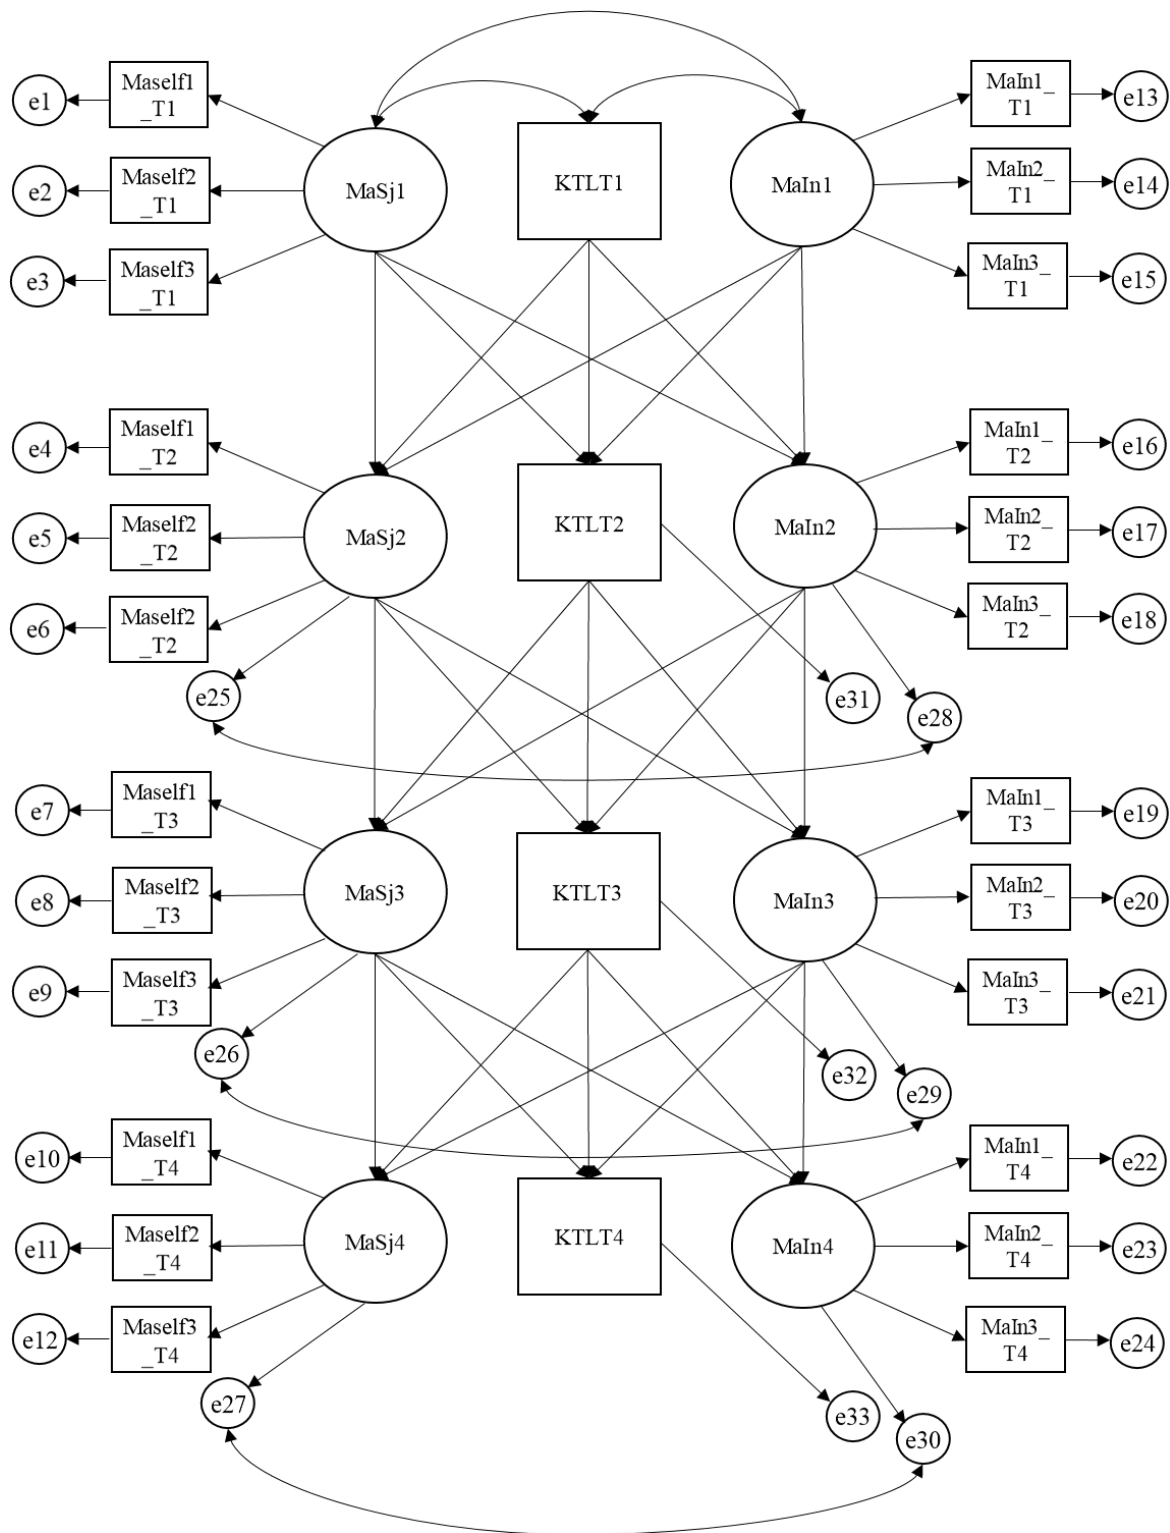 e1
Maself1
_T1
e2
Maself2
_T1
e3
Maself3
_T1
MaSj1
KTLT1
MaIn1
MaIn1_
T1
e13
MaIn2_
T1
e14
MaIn3_
T1
e15
e4
Maself1
_T2
e5
Maself2
_T2
e6
Maself2
_T2
MaSj2
KTLT2
MaIn2
MaIn1_
T2
e16
MaIn2_
T2
e17
MaIn3_
T2
e18
e25
e31
e28
e7
Maself1
_T3
e8
Maself2
_T3
e9
Maself3
_T3
MaSj3
KTLT3
MaIn3
MaIn1_
T3
e19
MaIn2_
T3
e20
MaIn3_
T3
e21
e26
e32
e29
e10
Maself1
_T4
e11
Maself2
_T4
e12
Maself3
_T4
MaSj4
KTLT4
MaIn4
MaIn1_
T4
e22
MaIn2_
T4
e23
MaIn3_
T4
e24
e27
e33
e30